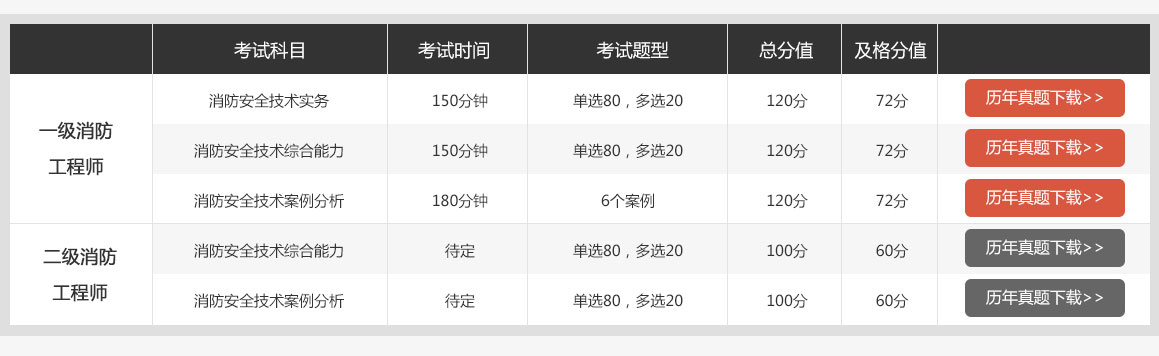 考试科目 考试时间 考试题型 总分值 及格分值
一级消防
工程师
消防安全技术实务 150分钟 单选80，多选20 120分 72分 历年真题下载>>
消防安全技术综合能力 150分钟 单选80，多选20 120分 72分 历年真题下载>>
消防安全技术案例分析 180分钟 6个案例 120分 72分 历年真题下载>>
二级消防
工程师
消防安全技术综合能力 待定 单选80，多选20 100分 60分 历年真题下载>>
消防安全技术案例分析 待定 单选80，多选20 100分 60分 历年真题下载>>